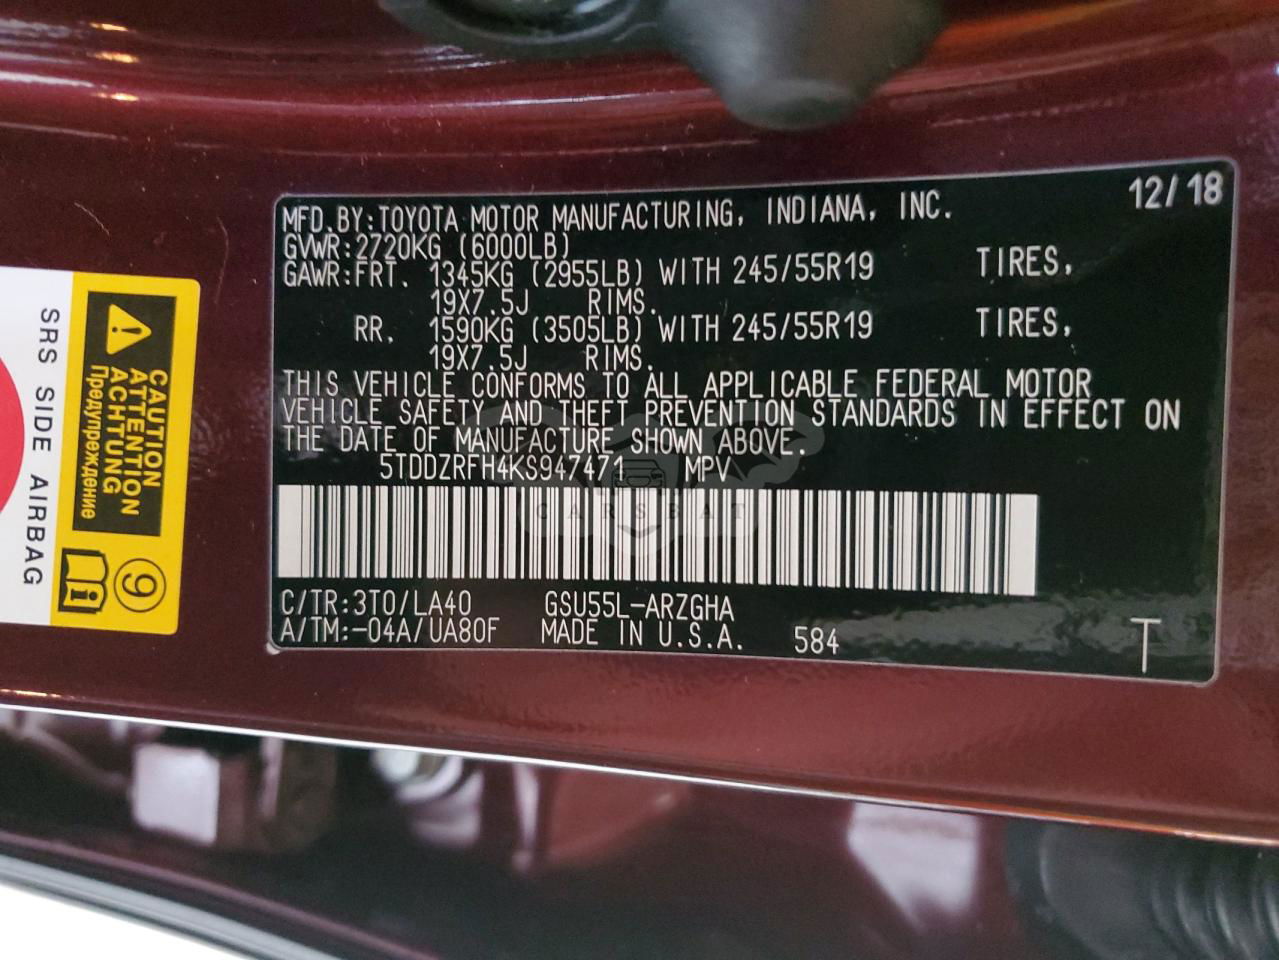 12/18
MFD.BY:TOYOTA MOTOR MANUFACTURING, INDIANA, INC.
GVWR:2720KG (6000LB)
GAWR:FRT. 1345KG (2955LB) WITH 245/55R19 TIRES,
19X7.5J RIMS.
RR. 1590KG (3505LB) WITH 245/55R19 TIRES,
19X7.5J RIMS.
THIS VEHICLE CONFORMS TO ALL APPLICABLE FEDERAL MOTOR
VEHICLE SAFETY AND THEFT PREVENTION STANDARDS IN EFFECT ON
THE DATE OF MANUFACTURE SHOWN ABOVE.
5TDDZRFH4KS947471 MPV
CARSBAT
C/TR:3T0/LA40 GSU55L-ARZGHA
A/TM:-04A/UA80F MADE IN U.S.A. 584 T
CAUTION
ATTENTION
ACHTUNG
Предупреждение
9
i
SRS SIDE AIRBAG